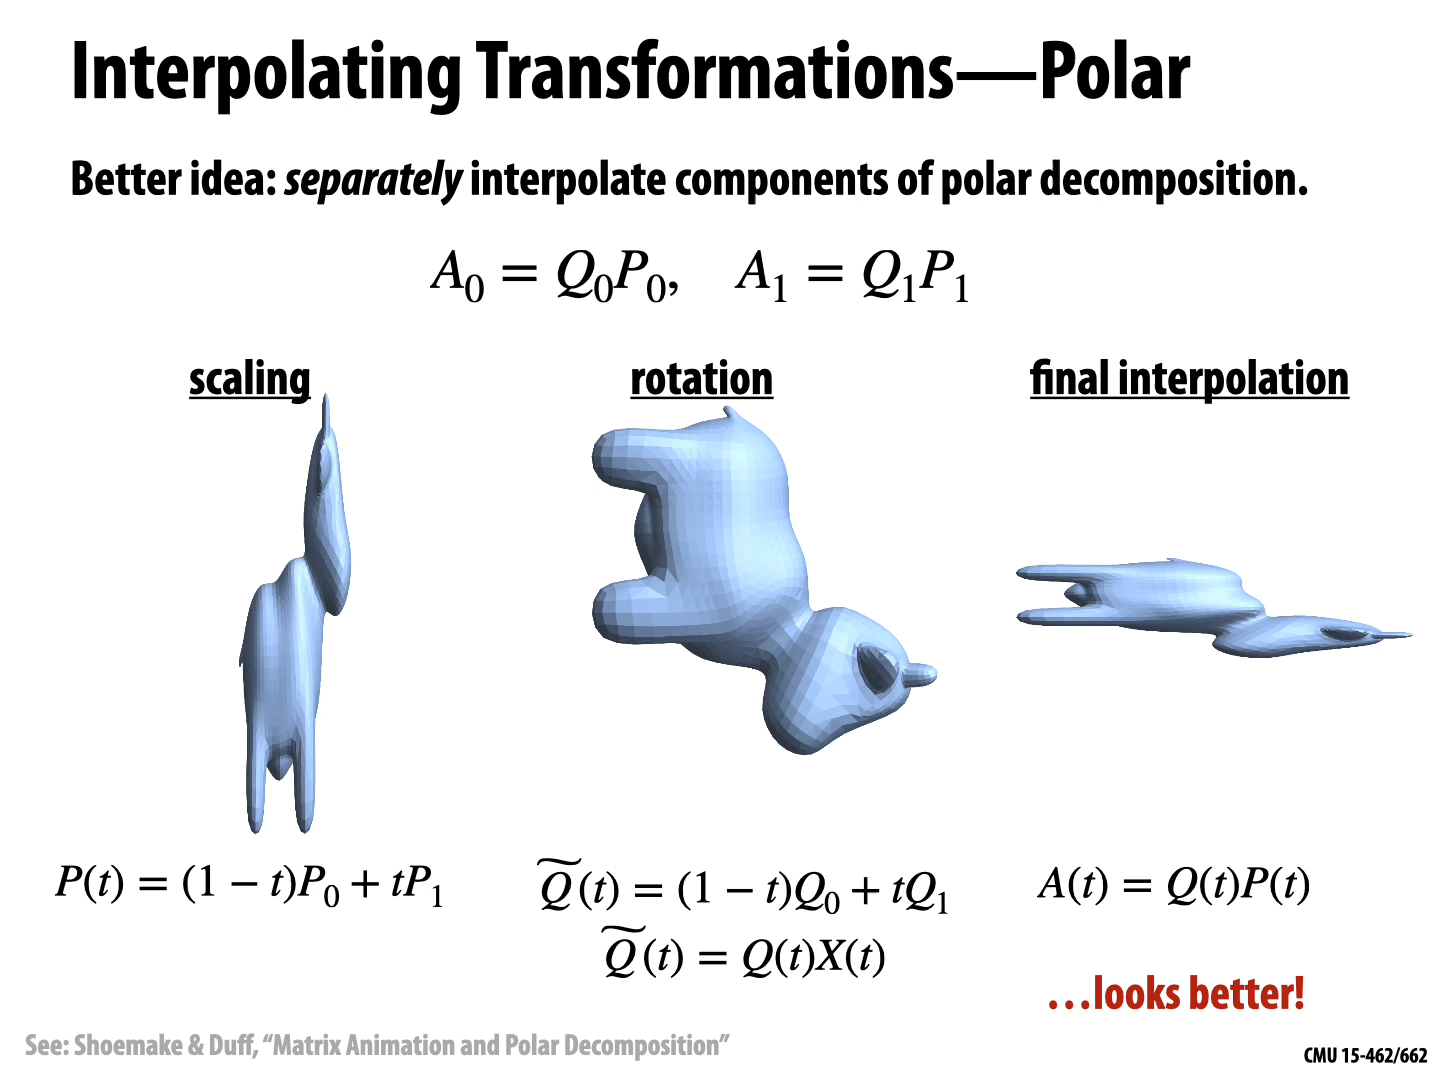 Interpolating Transformations—Polar
Better idea: separately interpolate components of polar decomposition.
A₀ = Q₀P₀, A₁ = Q₁P₁
scaling
rotation
final interpolation
P(t) = (1 − t)P₀ + tP₁
Q̃(t) = (1 − t)Q₀ + tQ₁
Q̃(t) = Q(t)X(t)
A(t) = Q(t)P(t)
…looks better!
See: Shoemake & Duff, “Matrix Animation and Polar Decomposition”
CMU 15-462/662